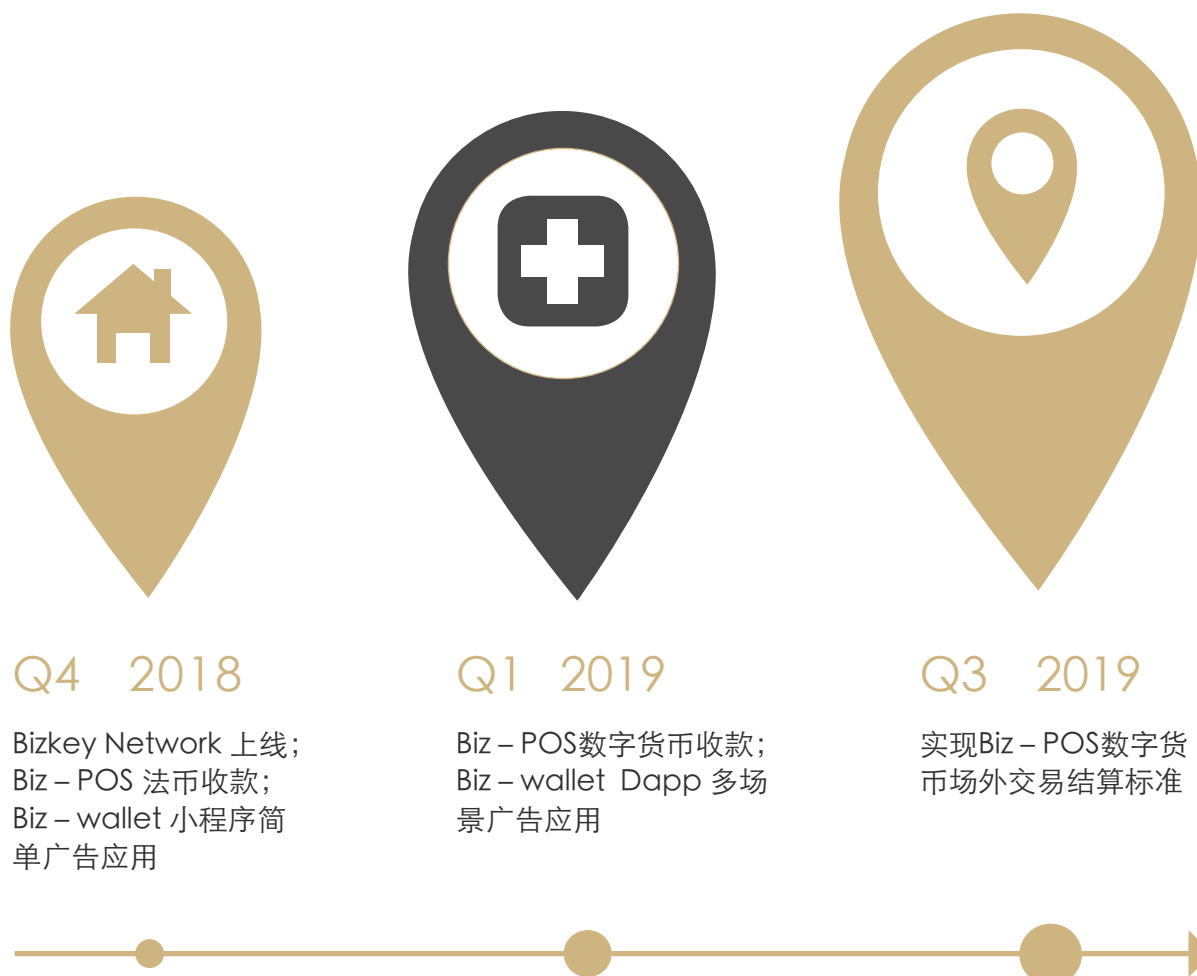 Q4 2018
Bizkey Network 上线；
Biz – POS 法币收款；
Biz – wallet 小程序简
单广告应用
Q1 2019
Biz – POS数字货币收款；
Biz – wallet Dapp 多场
景广告应用
Q3 2019
实现Biz – POS数字货
币场外交易结算标准